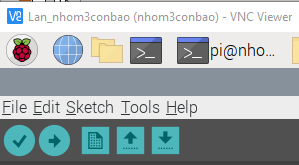 Lan_nhom3conbao (nhom3conbao) - VNC Viewer
pi@nho...
File Edit Sketch Tools Help